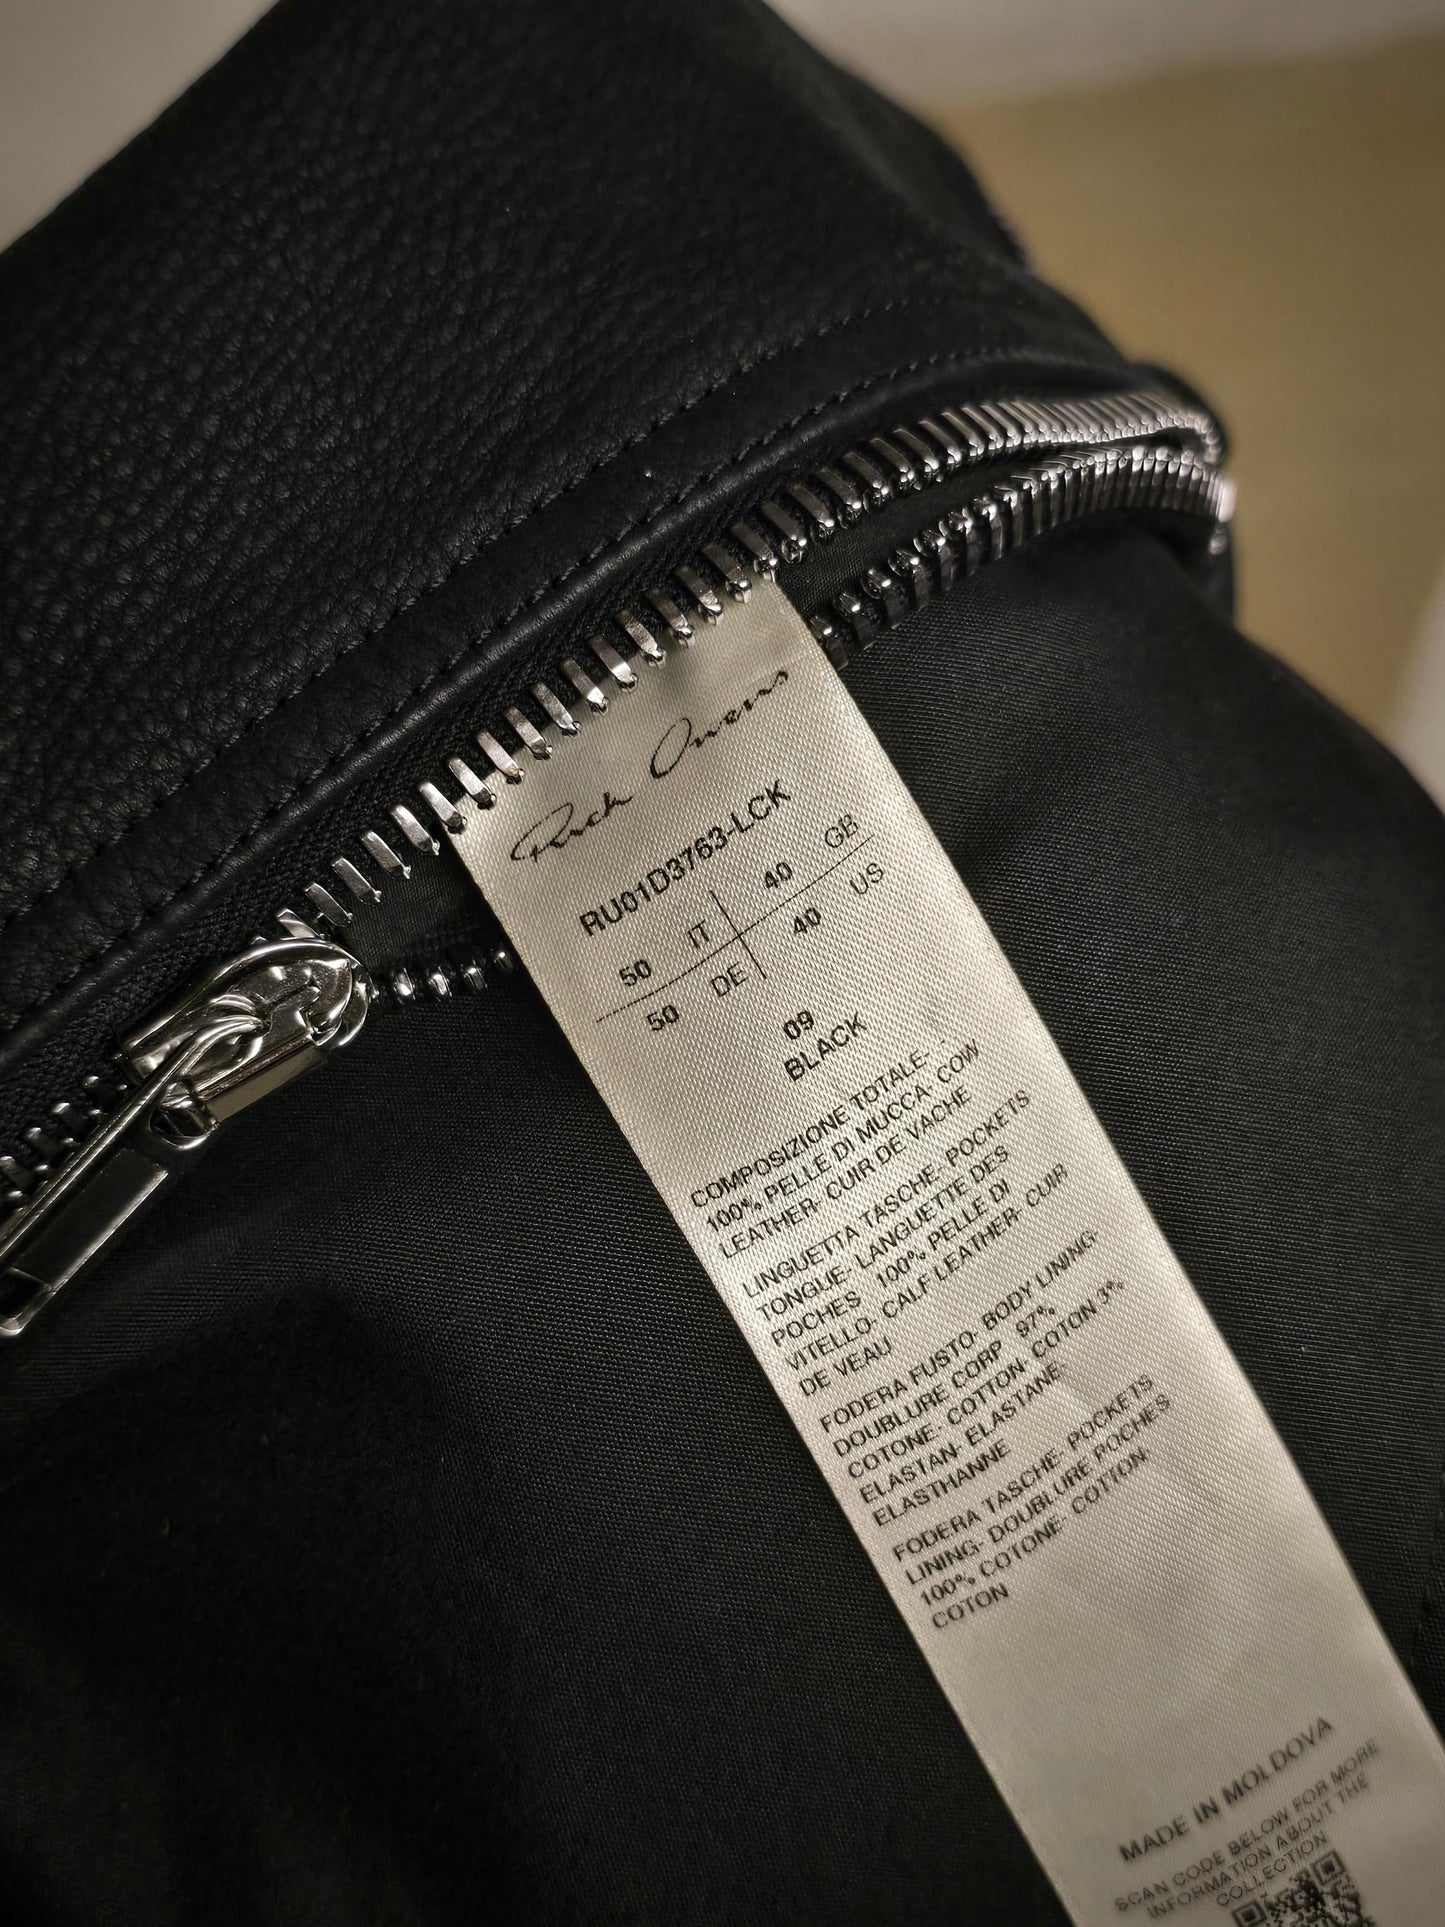 Rick Owens
RU01D3763-LCK
50 IT 40 GB
50 DE 40 US
09
BLACK
COMPOSIZIONE TOTALE- -
100% PELLE DI MUCCA- COW
LEATHER- CUIR DE VACHE
LINGUETTA TASCHE- POCKETS
TONGUE- LANGUETTE DES
POCHES 100% PELLE DI
VITELLO- CALF LEATHER- CUIR
DE VEAU
FODERA FUSTO- BODY LINING-
DOUBLURE CORP 97%
COTONE- COTTON- COTON 3%
ELASTAN- ELASTANE-
ELASTHANNE
FODERA TASCHE- POCKETS
LINING- DOUBLURE POCHES
100% COTONE- COTTON-
COTON
MADE IN MOLDOVA
SCAN CODE BELOW FOR MORE
INFORMATION ABOUT THE
COLLECTION